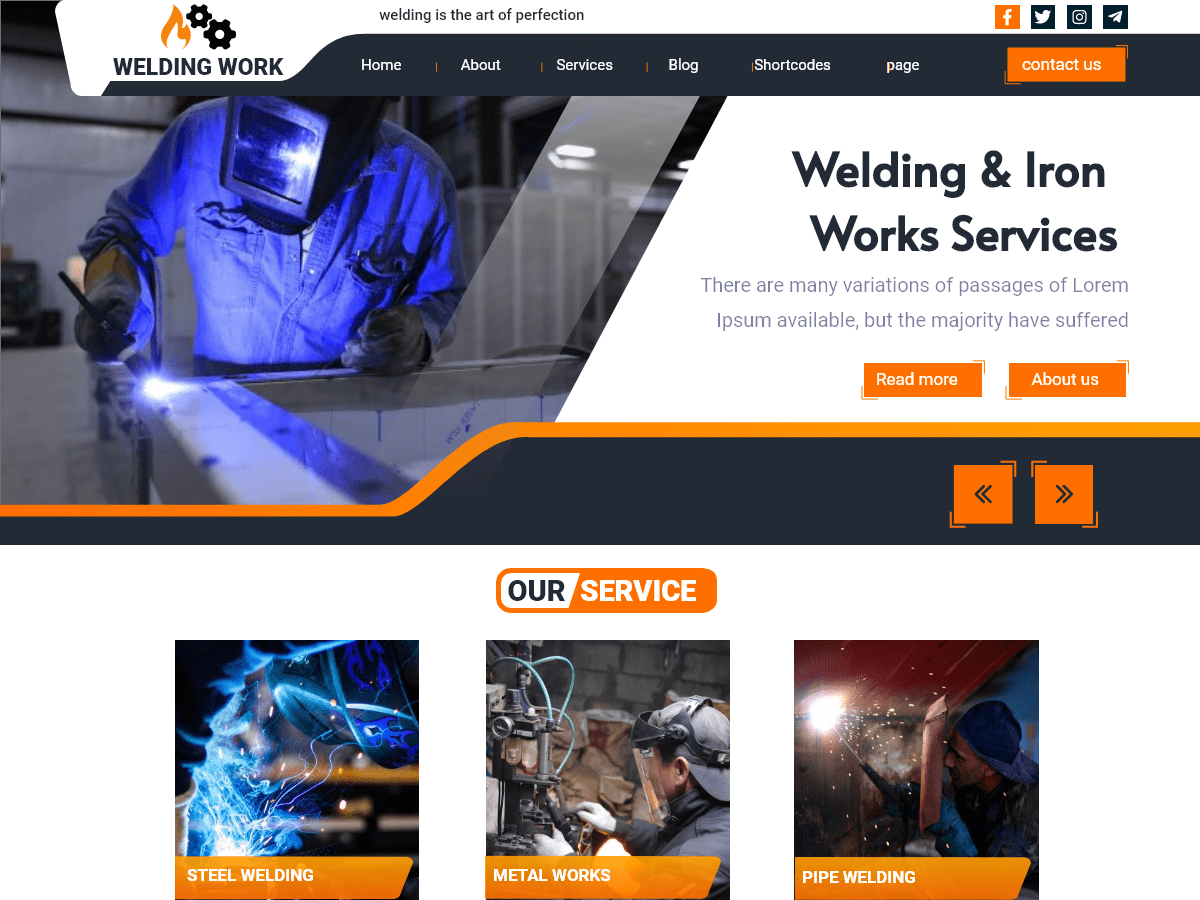 welding is the art of perfection
WELDING WORK
Home
About
Services
Blog
Shortcodes
page
contact us
Welding & Iron
Works Services
There are many variations of passages of Lorem
Ipsum available, but the majority have suffered
Read more
About us
OUR SERVICE
STEEL WELDING
METAL WORKS
PIPE WELDING